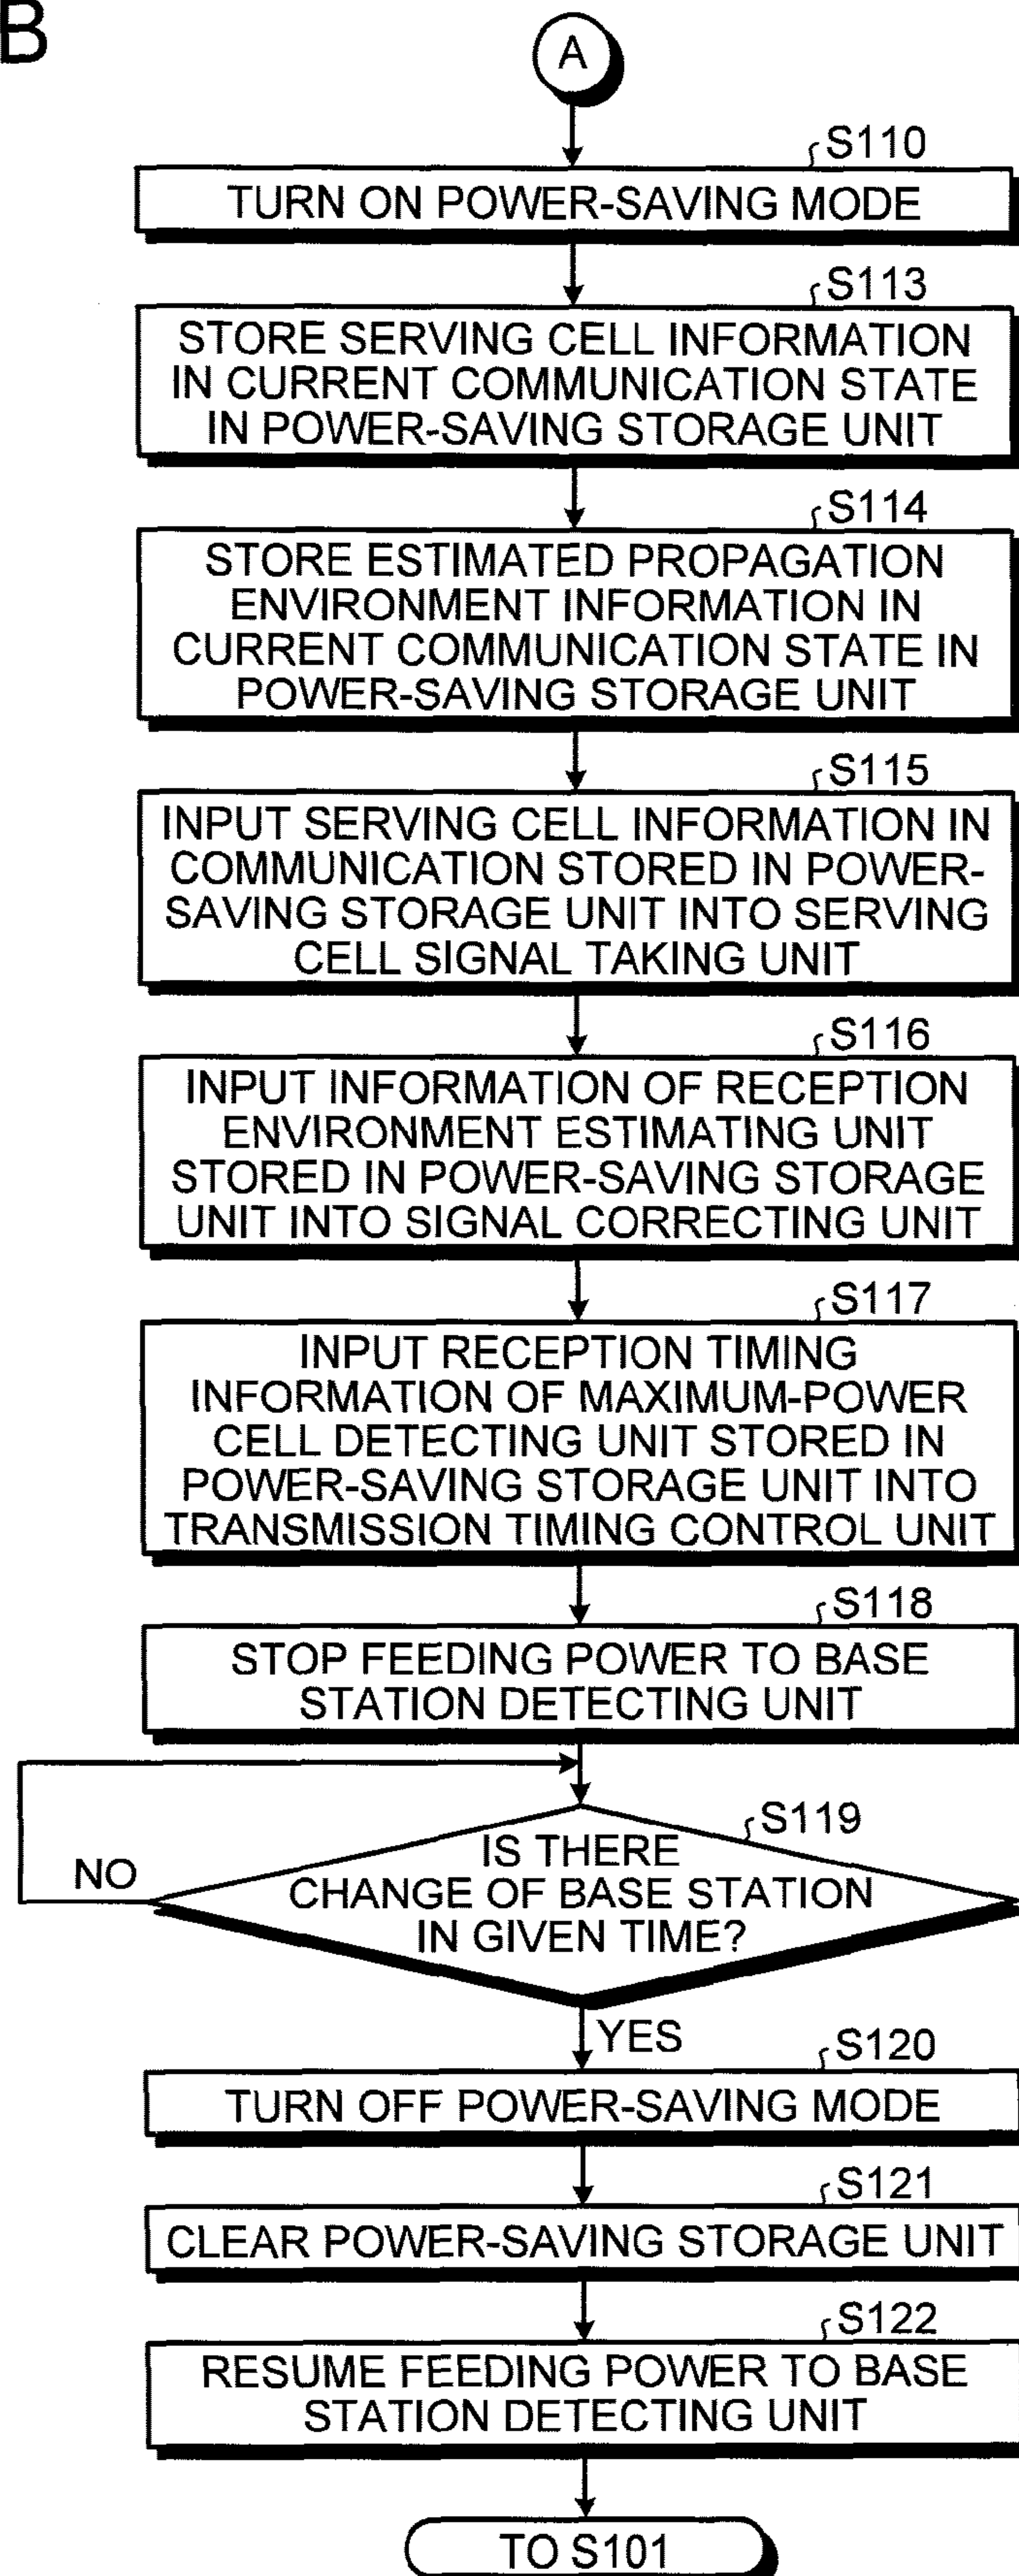 B
A
S110
TURN ON POWER-SAVING MODE
S113
STORE SERVING CELL INFORMATION
IN CURRENT COMMUNICATION STATE
IN POWER-SAVING STORAGE UNIT
S114
STORE ESTIMATED PROPAGATION
ENVIRONMENT INFORMATION IN
CURRENT COMMUNICATION STATE IN
POWER-SAVING STORAGE UNIT
S115
INPUT SERVING CELL INFORMATION IN
COMMUNICATION STORED IN POWER-
SAVING STORAGE UNIT INTO SERVING
CELL SIGNAL TAKING UNIT
S116
INPUT INFORMATION OF RECEPTION
ENVIRONMENT ESTIMATING UNIT
STORED IN POWER-SAVING STORAGE
UNIT INTO SIGNAL CORRECTING UNIT
S117
INPUT RECEPTION TIMING
INFORMATION OF MAXIMUM-POWER
CELL DETECTING UNIT STORED IN
POWER-SAVING STORAGE UNIT INTO
TRANSMISSION TIMING CONTROL UNIT
S118
STOP FEEDING POWER TO BASE
STATION DETECTING UNIT
S119
IS THERE
CHANGE OF BASE STATION
IN GIVEN TIME?
NO
YES
S120
TURN OFF POWER-SAVING MODE
S121
CLEAR POWER-SAVING STORAGE UNIT
S122
RESUME FEEDING POWER TO BASE
STATION DETECTING UNIT
TO S101